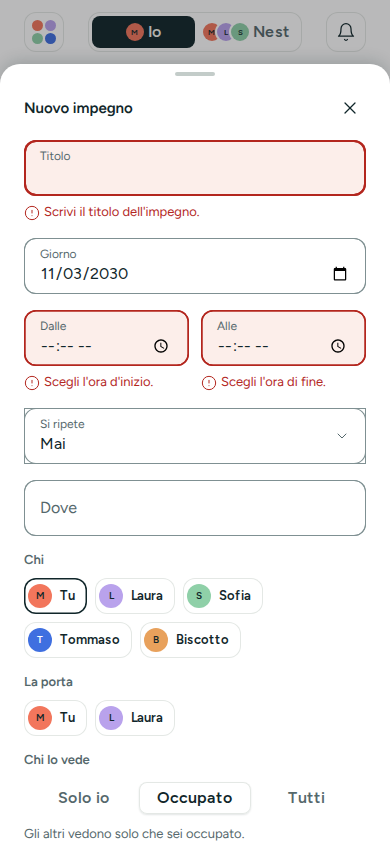 M Io M L S Nest
Nuovo impegno
Titolo
Scrivi il titolo dell'impegno.
Giorno
11/03/2030
Dalle Alle
--:-- -- --:-- --
Scegli l'ora d'inizio. Scegli l'ora di fine.
Si ripete
Mai
Dove
Chi
M Tu L Laura S Sofia
T Tommaso B Biscotto
La porta
M Tu L Laura
Chi lo vede
Solo io Occupato Tutti
Gli altri vedono solo che sei occupato.